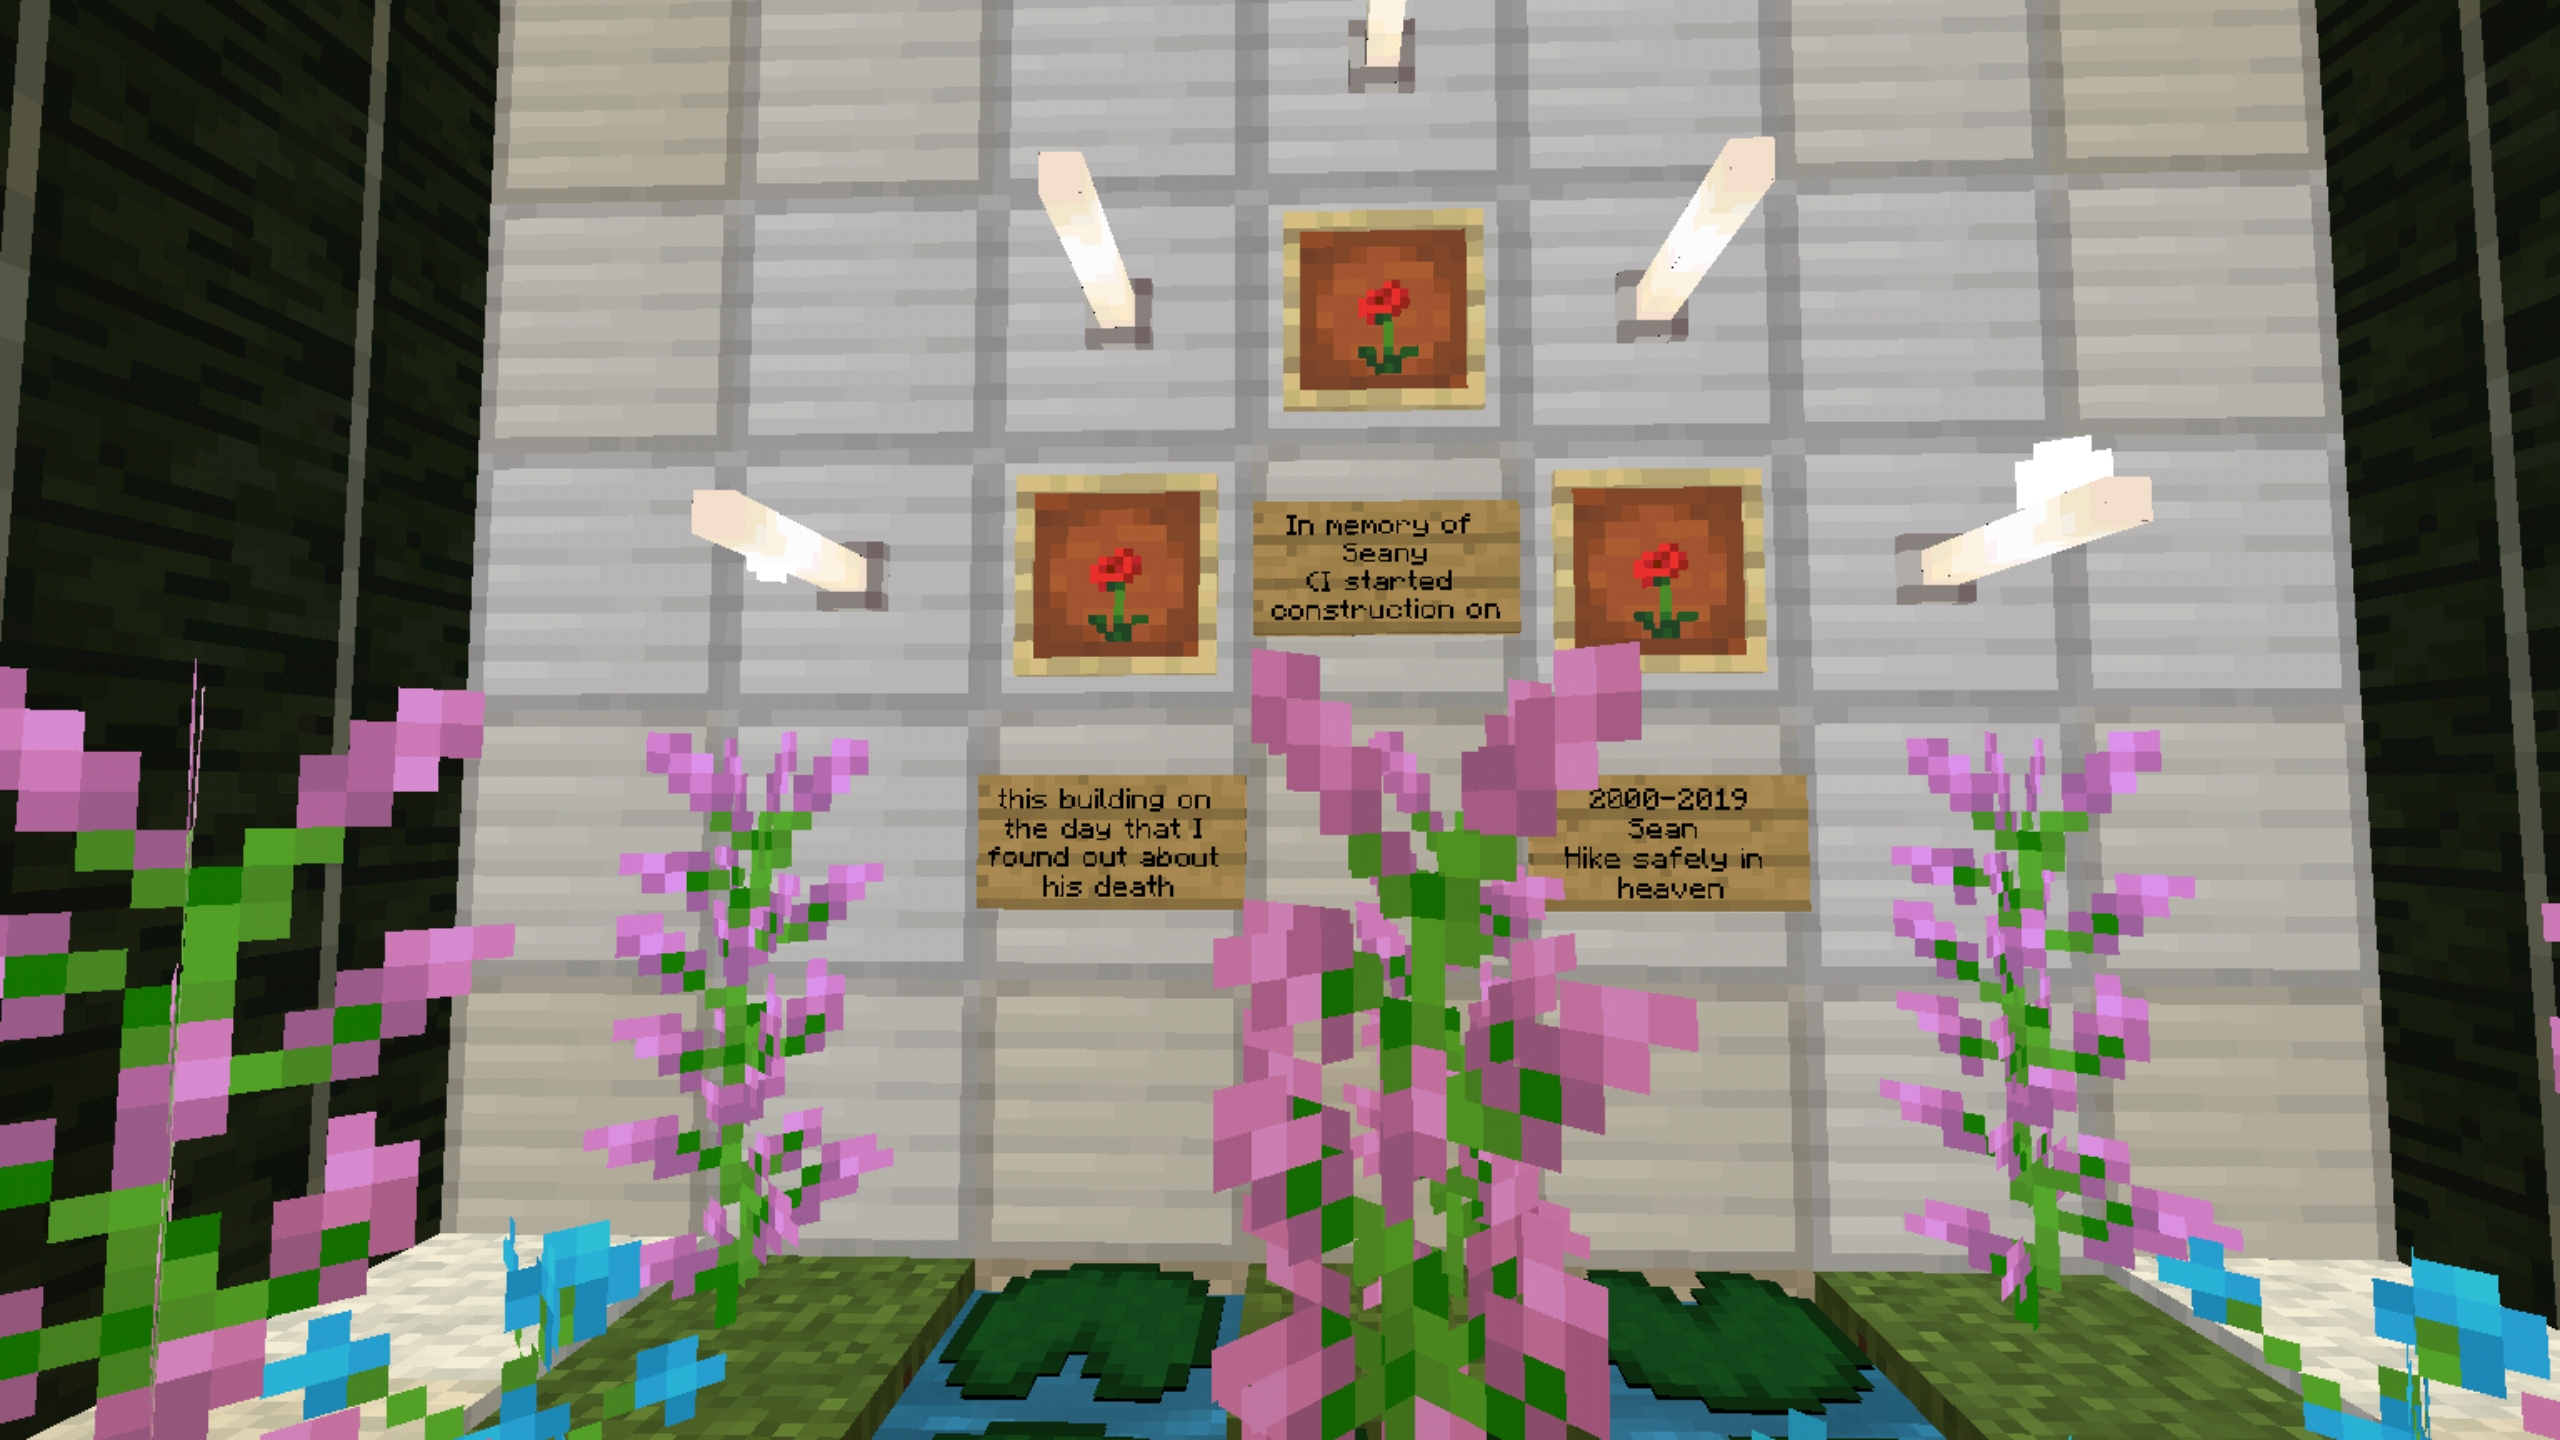 In memory of
Seany
(I started
construction on
this building on
the day that I
found out about
his death
2000-2019
Sean
Hike safely in
heaven